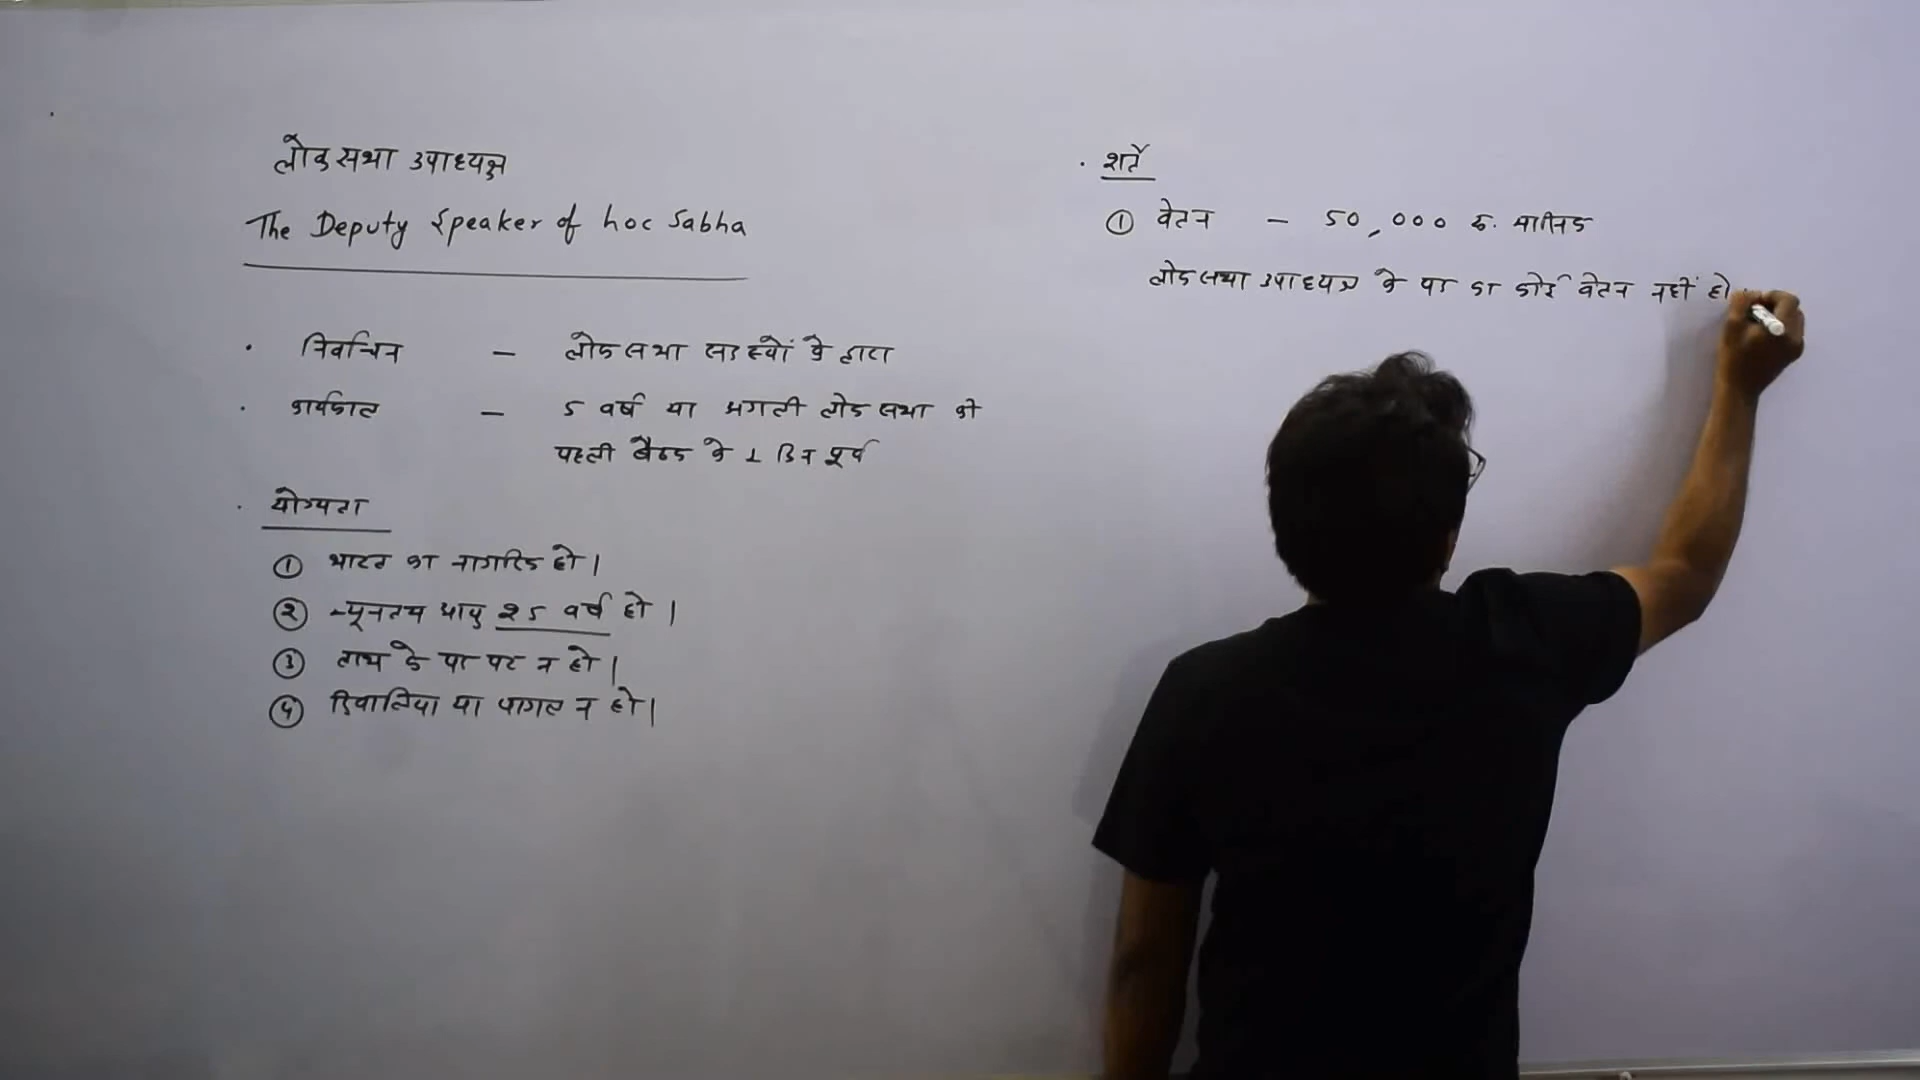 लोकसभा उपाध्यक्ष
The Deputy Speaker of Loc Sabha
· निर्वाचन — लोकसभा सदस्यों के द्वारा
· कार्यकाल — 5 वर्ष या अगली लोकसभा की
पहली बैठक के 1 दिन पूर्व
· योग्यता
① भारत का नागरिक हो।
② न्यूनतम आयु 25 वर्ष हो।
③ लाभ के पद पर न हो।
④ दिवालिया या पागल न हो।
· शर्तें
① वेतन — 50,000 रु. मासिक
लोकसभा उपाध्यक्ष के पद का कोई वेतन नहीं हो